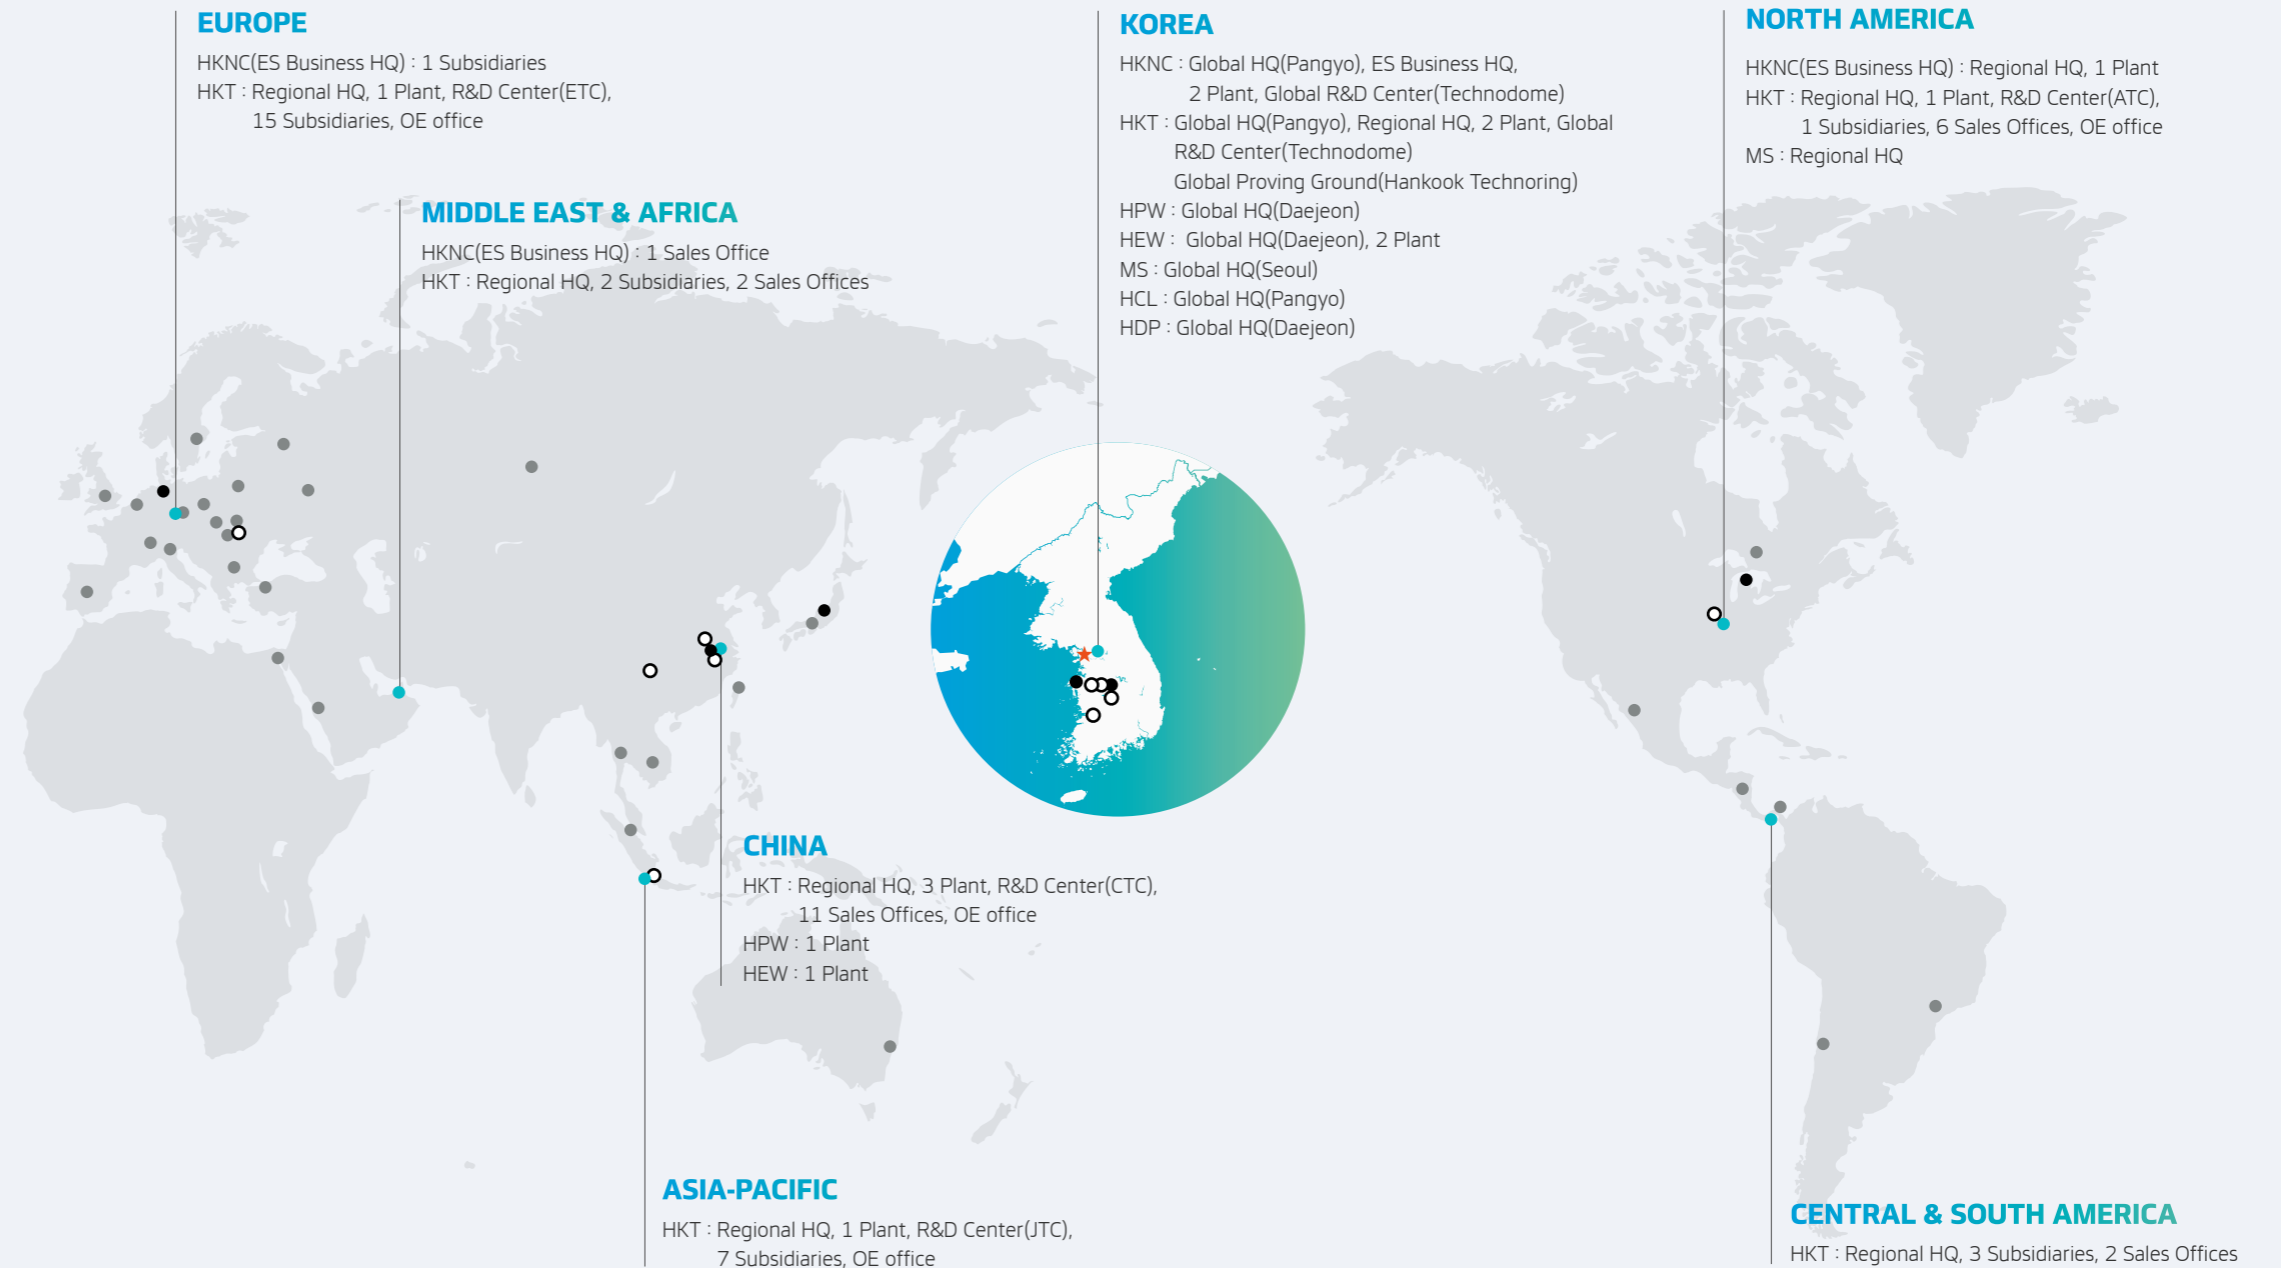 EUROPE
HKNC(ES Business HQ) : 1 Subsidiaries
HKT : Regional HQ, 1 Plant, R&D Center(ETC),
15 Subsidiaries, OE office
MIDDLE EAST & AFRICA
HKNC(ES Business HQ) : 1 Sales Office
HKT : Regional HQ, 2 Subsidiaries, 2 Sales Offices
KOREA
HKNC : Global HQ(Pangyo), ES Business HQ,
2 Plant, Global R&D Center(Technodome)
HKT : Global HQ(Pangyo), Regional HQ, 2 Plant, Global
R&D Center(Technodome)
Global Proving Ground(Hankook Technoring)
HPW : Global HQ(Daejeon)
HEW : Global HQ(Daejeon), 2 Plant
MS : Global HQ(Seoul)
HCL : Global HQ(Pangyo)
HDP : Global HQ(Daejeon)
NORTH AMERICA
HKNC(ES Business HQ) : Regional HQ, 1 Plant
HKT : Regional HQ, 1 Plant, R&D Center(ATC),
1 Subsidiaries, 6 Sales Offices, OE office
MS : Regional HQ
CHINA
HKT : Regional HQ, 3 Plant, R&D Center(CTC),
11 Sales Offices, OE office
HPW : 1 Plant
HEW : 1 Plant
ASIA-PACIFIC
HKT : Regional HQ, 1 Plant, R&D Center(JTC),
7 Subsidiaries, OE office
CENTRAL & SOUTH AMERICA
HKT : Regional HQ, 3 Subsidiaries, 2 Sales Offices